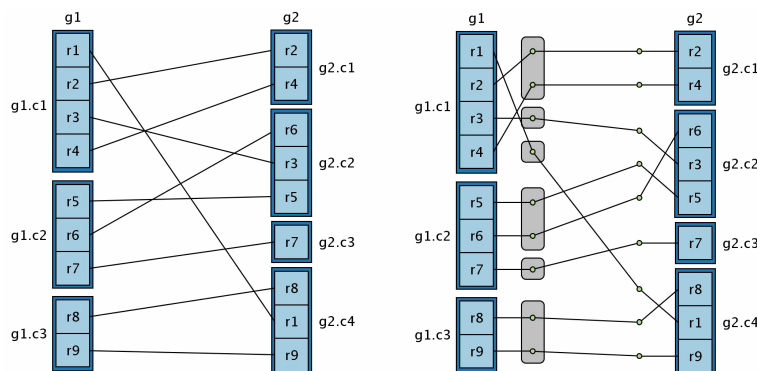 g1
g2
r1
r2
r3
r4
g1.c1
r5
r6
r7
g1.c2
r8
r9
g1.c3
r2
r4
g2.c1
r6
r3
r5
g2.c2
r7
g2.c3
r8
r1
r9
g2.c4
g1
g2
r1
r2
r3
r4
g1.c1
r5
r6
r7
g1.c2
r8
r9
g1.c3
r2
r4
g2.c1
r6
r3
r5
g2.c2
r7
g2.c3
r8
r1
r9
g2.c4